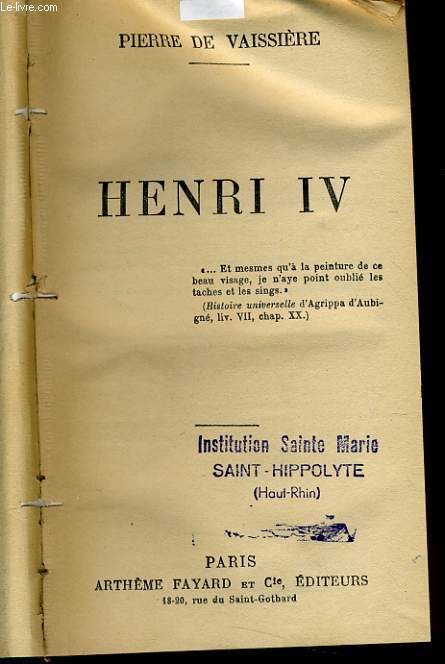 Le-livre.com
PIERRE DE VAISSIÈRE
HENRI IV
«... Et mesmes qu'à la peinture de ce
beau visage, je n'aye point oublié les
taches et les sings.»
(Histoire universelle d'Agrippa d'Aubi-
gné, liv. VII, chap. XX.)
Institution Sainte Marie
SAINT-HIPPOLYTE
(Haut-Rhin)
PARIS
ARTHÈME FAYARD ET Cie, ÉDITEURS
18-20, rue du Saint-Gothard